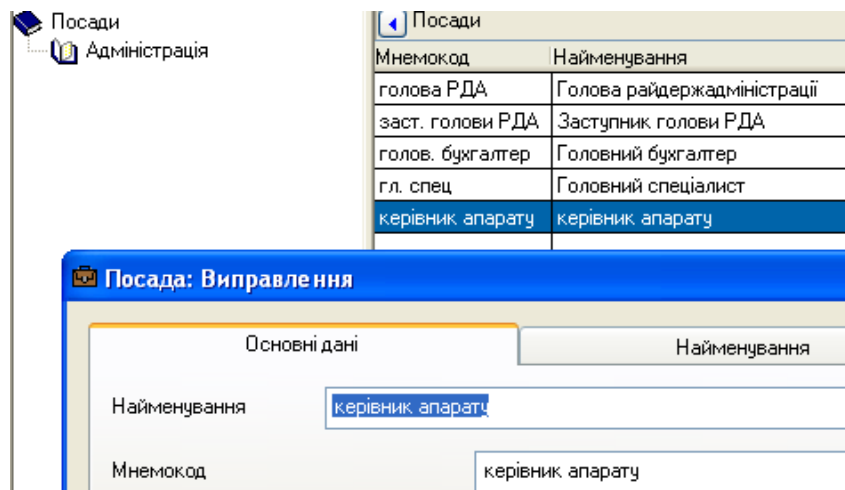 Посади
Адміністрація
Посади
Мнемокод Найменування
голова РДА Голова райдержадміністрації
заст. голови РДА Заступник голови РДА
голов. бухгалтер Головний бухгалтер
гл. спец Головний спеціалист
керівник апарату керівник апарату
Посада: Виправлення
Основні дані Найменування
Найменування керівник апарату
Мнемокод керівник апарату